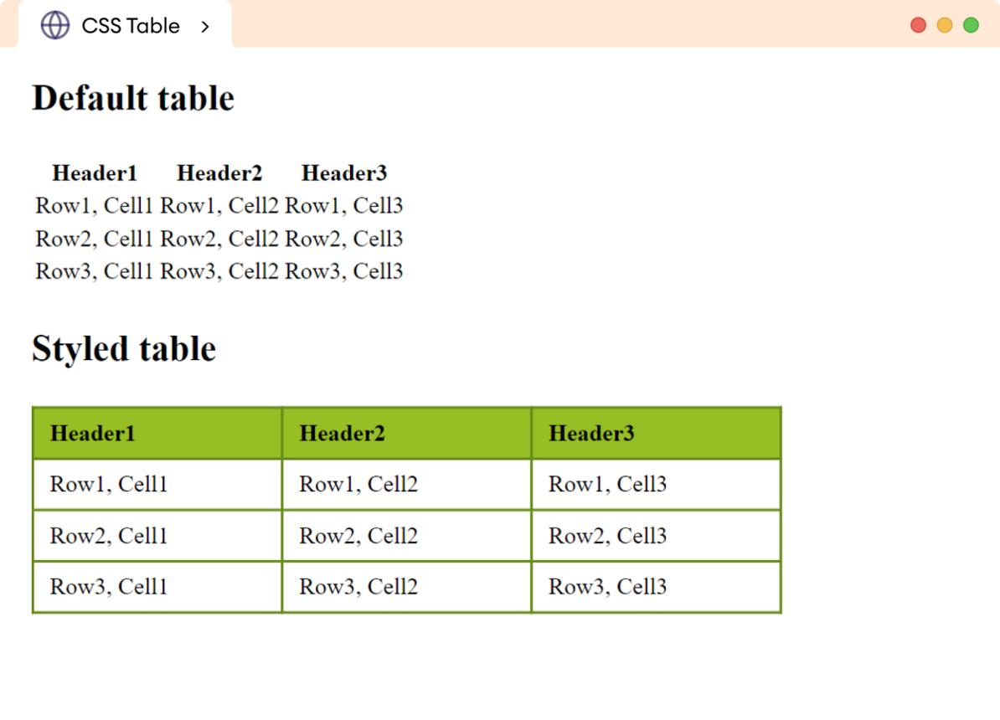 CSS Table
Default table
Header1 Header2 Header3
Row1, Cell1 Row1, Cell2 Row1, Cell3
Row2, Cell1 Row2, Cell2 Row2, Cell3
Row3, Cell1 Row3, Cell2 Row3, Cell3
Styled table
Header1 Header2 Header3
Row1, Cell1 Row1, Cell2 Row1, Cell3
Row2, Cell1 Row2, Cell2 Row2, Cell3
Row3, Cell1 Row3, Cell2 Row3, Cell3